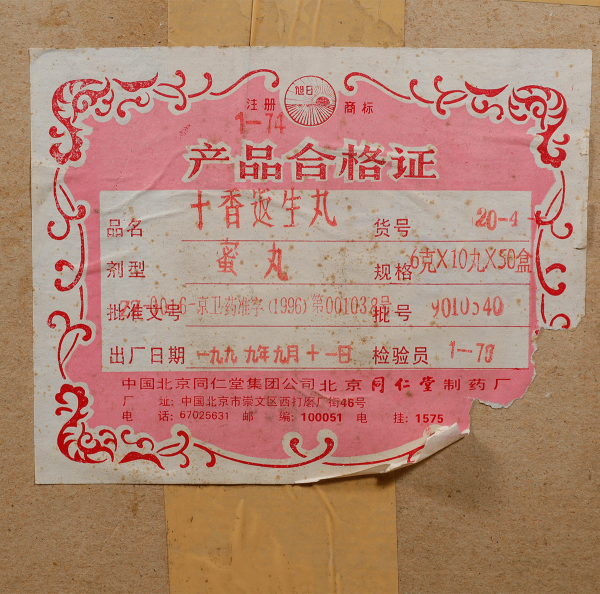 旭日
注册 商标
1-74
产品合格证
品名 十香返生丸 货号 20-4
剂型 蜜丸 规格 6克X10丸X50盒
批准文号 京卫药准字(1996)第001033号 批号 9010540
出厂日期 一九九九年九月十一日 检验员 1-73
中国北京同仁堂集团公司北京同仁堂制药厂
厂 址:中国北京市崇文区西打磨厂街46号
电 话:67025631 邮 编:100051 电 挂:1575